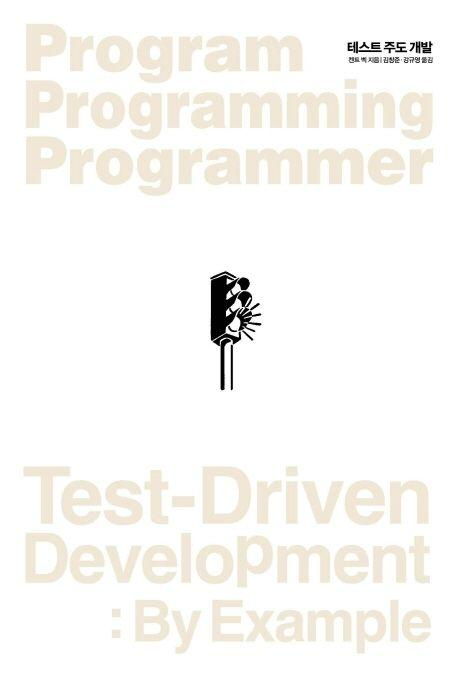 Program
Programming
Programmer
테스트 주도 개발
켄트 벡 지음 | 김창준·강규영 옮김
Test-Driven
Development
: By Example